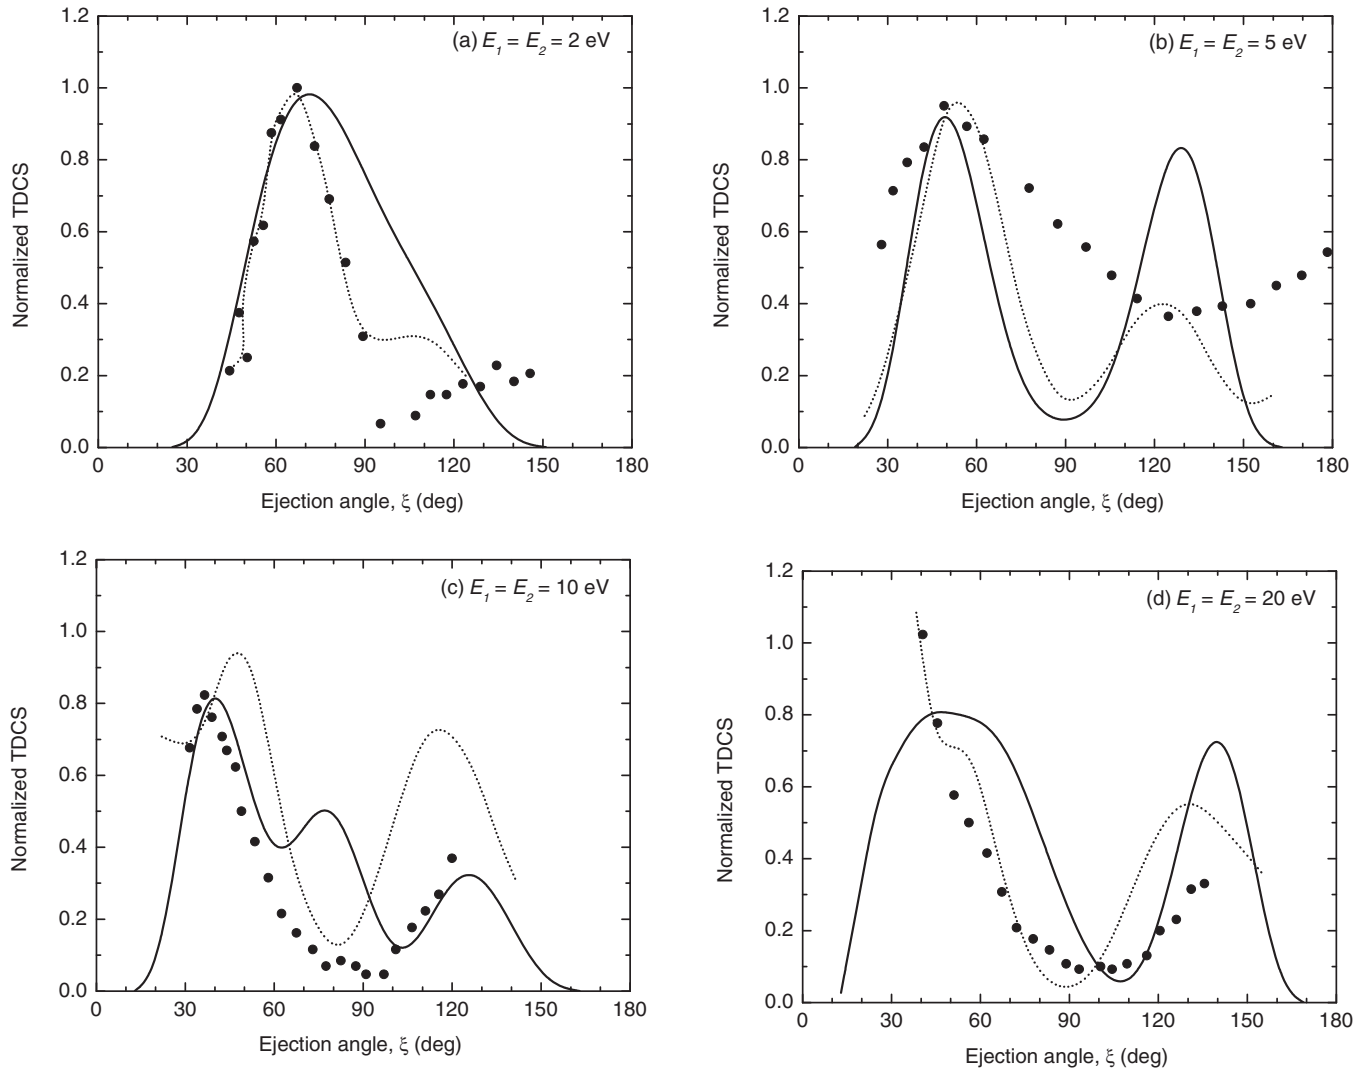 1.2
(a) E1 = E2 = 2 eV
1.0
0.8
0.6
0.4
0.2
0.0
Normalized TDCS
0 30 60 90 120 150 180
Ejection angle, ξ (deg)
1.2
(b) E1 = E2 = 5 eV
1.0
0.8
0.6
0.4
0.2
0.0
Normalized TDCS
0 30 60 90 120 150 180
Ejection angle, ξ (deg)
1.2
(c) E1 = E2 = 10 eV
1.0
0.8
0.6
0.4
0.2
0.0
Normalized TDCS
0 30 60 90 120 150 180
Ejection angle, ξ (deg)
1.2
(d) E1 = E2 = 20 eV
1.0
0.8
0.6
0.4
0.2
0.0
Normalized TDCS
0 30 60 90 120 150 180
Ejection angle, ξ (deg)